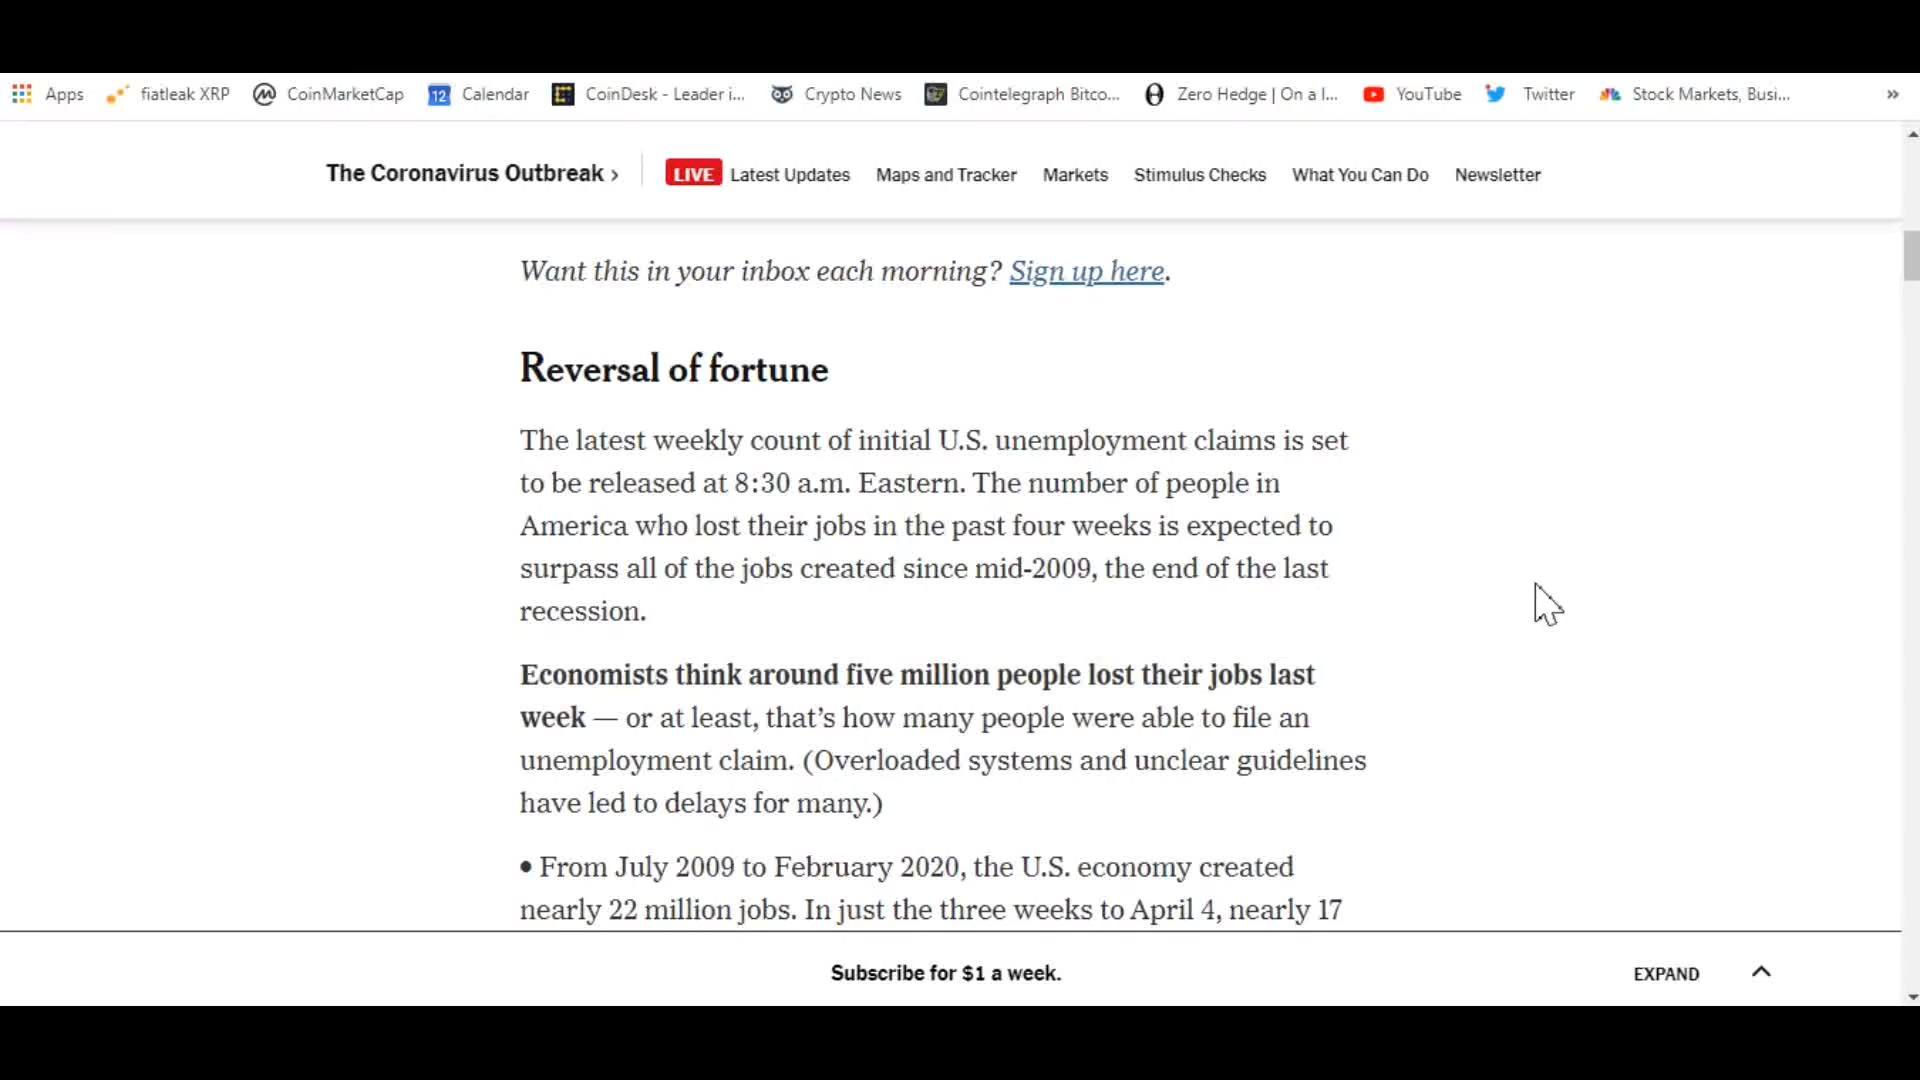 Apps fiatleak XRP CoinMarketCap 12 Calendar CoinDesk - Leader i... Crypto News Cointelegraph Bitco... Zero Hedge | On a l... YouTube Twitter Stock Markets, Busi... »
The Coronavirus Outbreak › LIVE Latest Updates Maps and Tracker Markets Stimulus Checks What You Can Do Newsletter
Want this in your inbox each morning? Sign up here.
Reversal of fortune
The latest weekly count of initial U.S. unemployment claims is set
to be released at 8:30 a.m. Eastern. The number of people in
America who lost their jobs in the past four weeks is expected to
surpass all of the jobs created since mid-2009, the end of the last
recession.
Economists think around five million people lost their jobs last
week — or at least, that’s how many people were able to file an
unemployment claim. (Overloaded systems and unclear guidelines
have led to delays for many.)
• From July 2009 to February 2020, the U.S. economy created
nearly 22 million jobs. In just the three weeks to April 4, nearly 17
Subscribe for $1 a week.
EXPAND